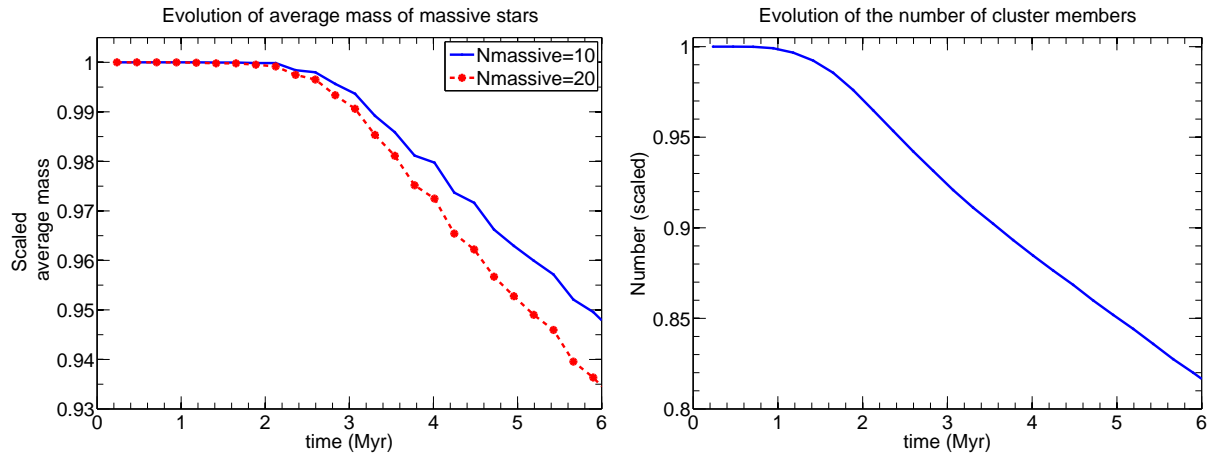 Evolution of average mass of massive stars
Nmassive=10
Nmassive=20
1
0.99
0.98
0.97
0.96
0.95
0.94
0.93
Scaled
average mass
0 1 2 3 4 5 6
time (Myr)
Evolution of the number of cluster members
1
0.95
0.9
0.85
0.8
Number (scaled)
0 1 2 3 4 5 6
time (Myr)